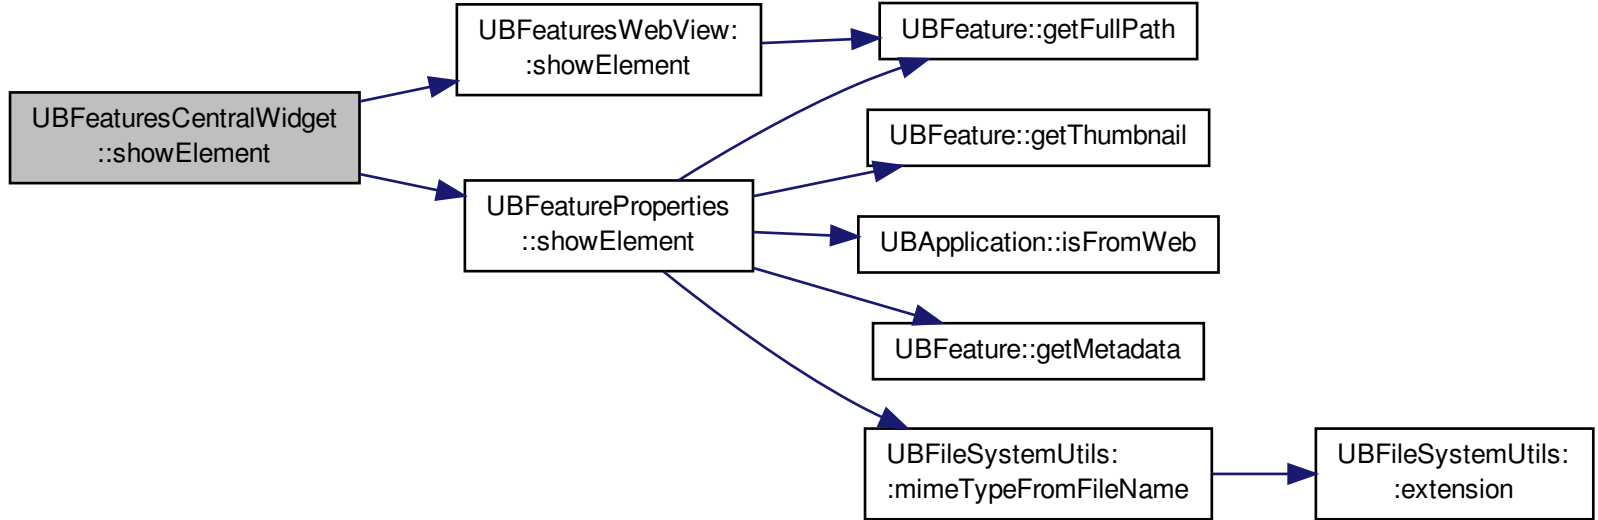 UBFeaturesCentralWidget
::showElement
UBFeaturesWebView:
:showElement
UBFeature::getFullPath
UBFeatureProperties
::showElement
UBFeature::getThumbnail
UBApplication::isFromWeb
UBFeature::getMetadata
UBFileSystemUtils:
:mimeTypeFromFileName
UBFileSystemUtils:
:extension